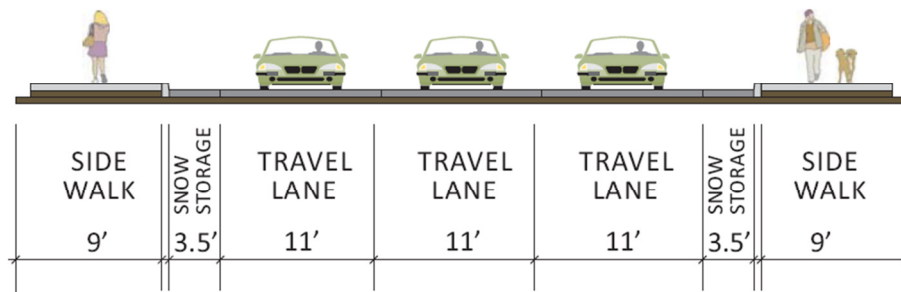 SIDE
WALK
9’
SNOW
STORAGE
3.5’
TRAVEL
LANE
11’
TRAVEL
LANE
11’
TRAVEL
LANE
11’
SNOW
STORAGE
3.5’
SIDE
WALK
9’